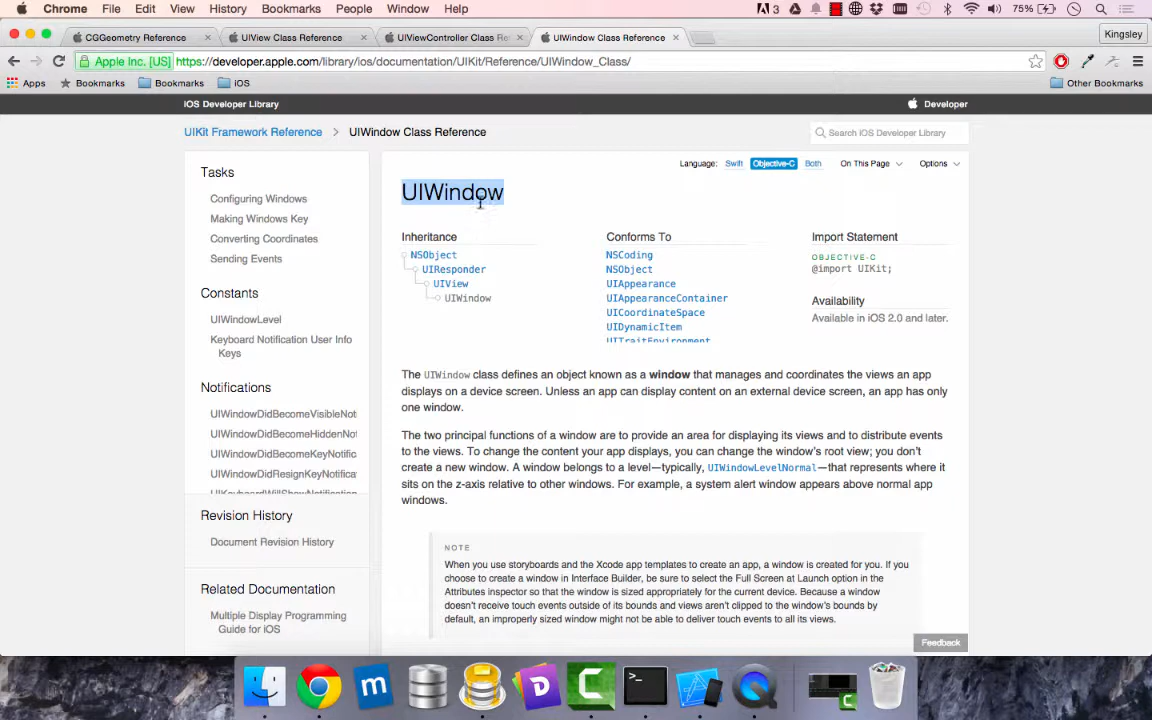 Chrome File Edit View History Bookmarks People Window Help 3 75%
CGGeometry Reference × UIView Class Reference × UIViewController Class Re × UIWindow Class Reference × Kingsley
Apple Inc. [US] https://developer.apple.com/library/ios/documentation/UIKit/Reference/UIWindow_Class/
Apps Bookmarks Bookmarks iOS Other Bookmarks
iOS Developer Library Developer
UIKit Framework Reference > UIWindow Class Reference Search iOS Developer Library
Tasks
Configuring Windows
Making Windows Key
Converting Coordinates
Sending Events
Constants
UIWindowLevel
Keyboard Notification User Info
Keys
Notifications
UIWindowDidBecomeVisibleNot
UIWindowDidBecomeHiddenNot
UIWindowDidBecomeKeyNotific
UIWindowDidResignKeyNotifica
UIKeyboardWillShowNotification
Revision History
Document Revision History
Related Documentation
Multiple Display Programming
Guide for iOS
Language: Swift Objective-C Both On This Page Options
UIWindow
Inheritance
NSObject
UIResponder
UIView
UIWindow
Conforms To
NSCoding
NSObject
UIAppearance
UIAppearanceContainer
UICoordinateSpace
UIDynamicItem
UITraitEnvironment
Import Statement
OBJECTIVE-C
@import UIKit;
Availability
Available in iOS 2.0 and later.
The UIWindow class defines an object known as a window that manages and coordinates the views an app
displays on a device screen. Unless an app can display content on an external device screen, an app has only
one window.
The two principal functions of a window are to provide an area for displaying its views and to distribute events
to the views. To change the content your app displays, you can change the window's root view; you don't
create a new window. A window belongs to a level—typically, UIWindowLevelNormal—that represents where it
sits on the z-axis relative to other windows. For example, a system alert window appears above normal app
windows.
NOTE
When you use storyboards and the Xcode app templates to create an app, a window is created for you. If you
choose to create a window in Interface Builder, be sure to select the Full Screen at Launch option in the
Attributes inspector so that the window is sized appropriately for the current device. Because a window
doesn't receive touch events outside of its bounds and views aren't clipped to the window's bounds by
default, an improperly sized window might not be able to deliver touch events to all its views.
Feedback